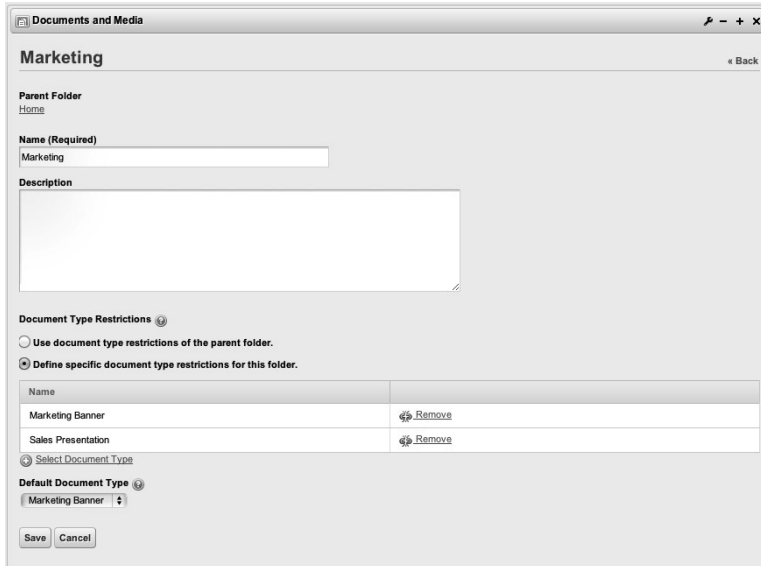 Documents and Media
Marketing
« Back
Parent Folder
Home
Name (Required)
Marketing
Description
Document Type Restrictions
Use document type restrictions of the parent folder.
Define specific document type restrictions for this folder.
Name
Marketing Banner Remove
Sales Presentation Remove
Select Document Type
Default Document Type
Marketing Banner
Save Cancel